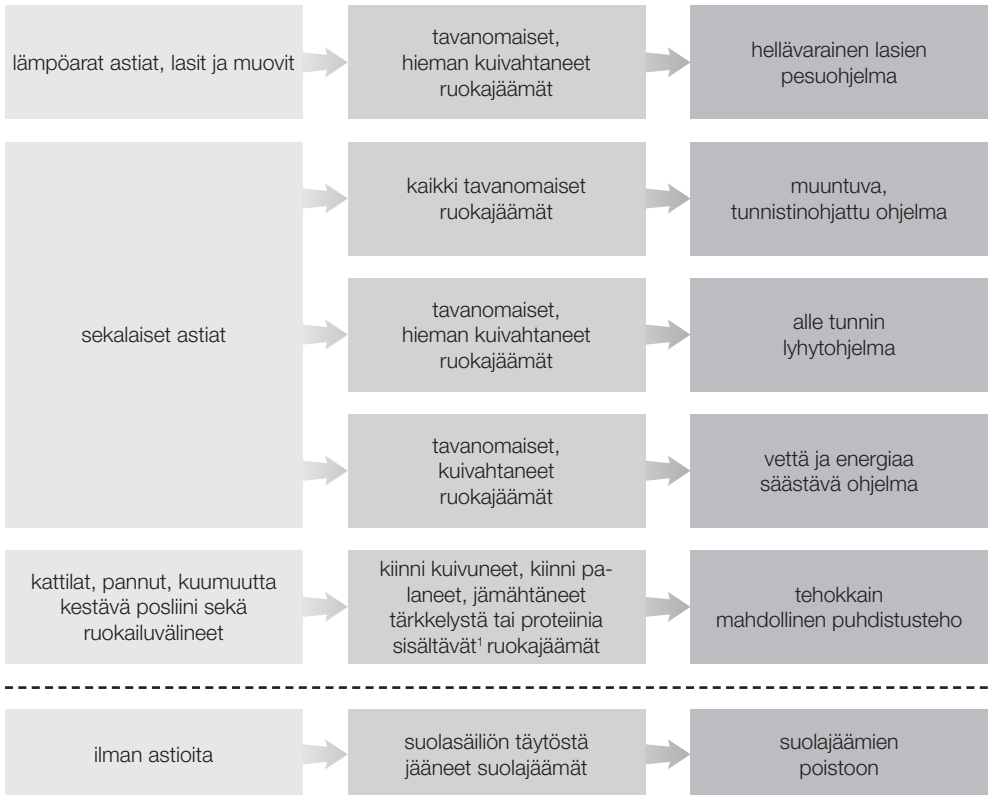 lämpöarat astiat, lasit ja muovit
tavanomaiset,
hieman kuivahtaneet
ruokajäämät
hellävarainen lasien
pesuohjelma
sekalaiset astiat
kaikki tavanomaiset
ruokajäämät
muuntuva,
tunnistinohjattu ohjelma
tavanomaiset,
hieman kuivahtaneet
ruokajäämät
alle tunnin
lyhytohjelma
tavanomaiset,
kuivahtaneet
ruokajäämät
vettä ja energiaa
säästävä ohjelma
kattilat, pannut, kuumuutta
kestävä posliini sekä
ruokailuvälineet
kiinni kuivuneet, kiinni pa-
laneet, jämähtäneet
tärkkelystä tai proteiinia
sisältävät¹ ruokajäämät
tehokkain
mahdollinen puhdistusteho
ilman astioita
suolasäiliön täytöstä
jääneet suolajäämät
suolajäämien
poistoon